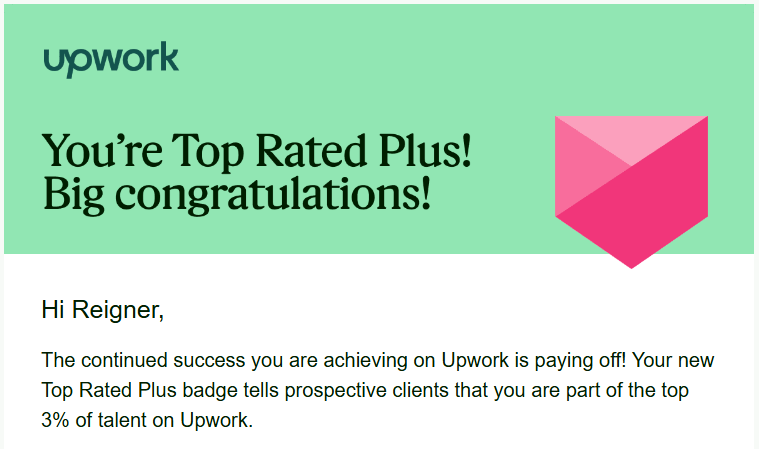 upwork
You’re Top Rated Plus!
Big congratulations!
Hi Reigner,
The continued success you are achieving on Upwork is paying off! Your new
Top Rated Plus badge tells prospective clients that you are part of the top
3% of talent on Upwork.